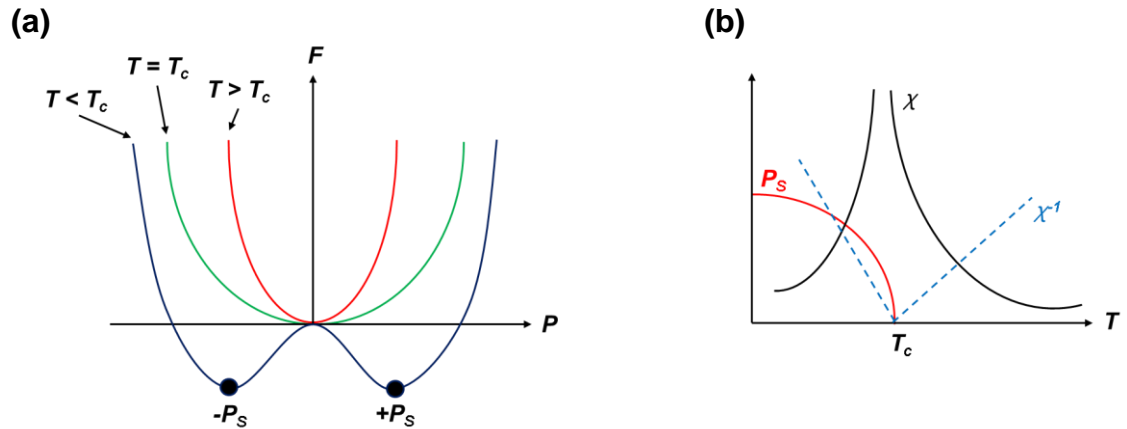 (a)
F
T = Tc
T > Tc
T < Tc
P
-PS
+PS
(b)
χ
PS
χ-1
Tc
T